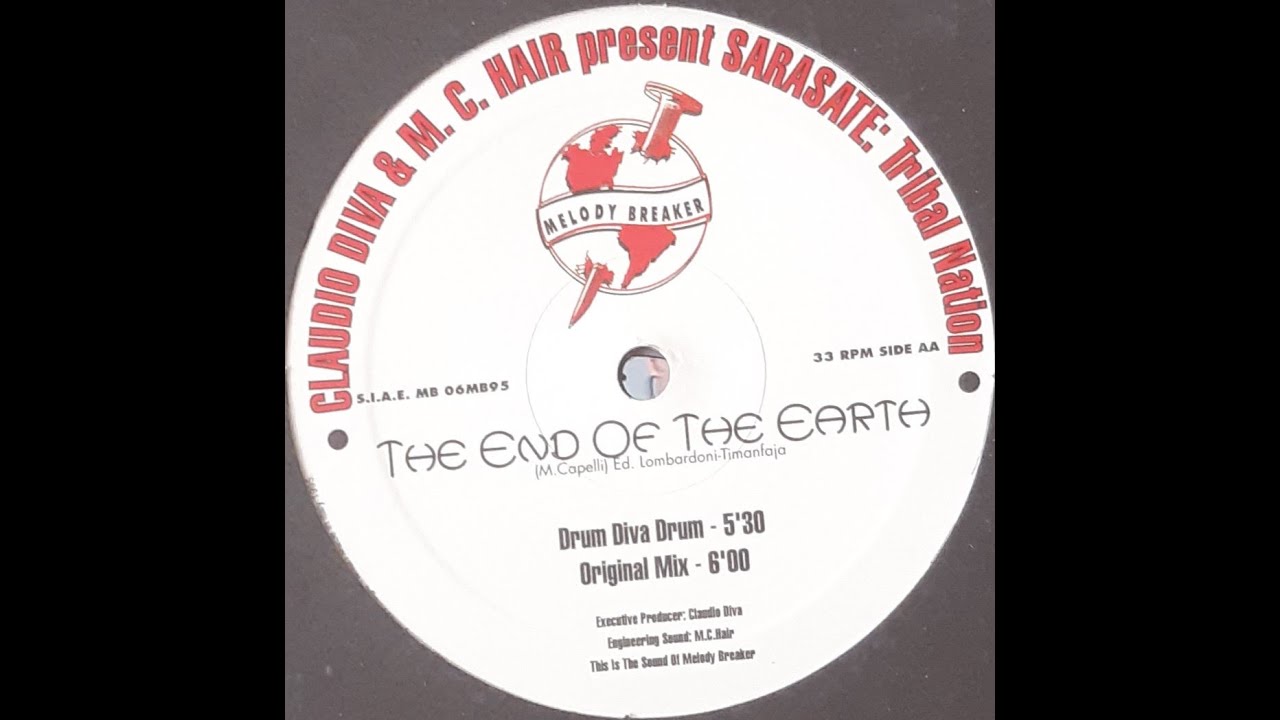 CLAUDIO DIVA & M. C. HAIR present SARASATE: Tribal Nation
MELODY BREAKER
33 RPM SIDE AA
S.I.A.E. MB 06MB95
THE END OF THE EARTH
(M.Capelli) Ed. Lombardoni-Timanfaja
Drum Diva Drum - 5'30
Original Mix - 6'00
Executive Producer: Claudio Diva
Engineering Sound: M.C.Hair
This Is The Sound Of Melody Breaker